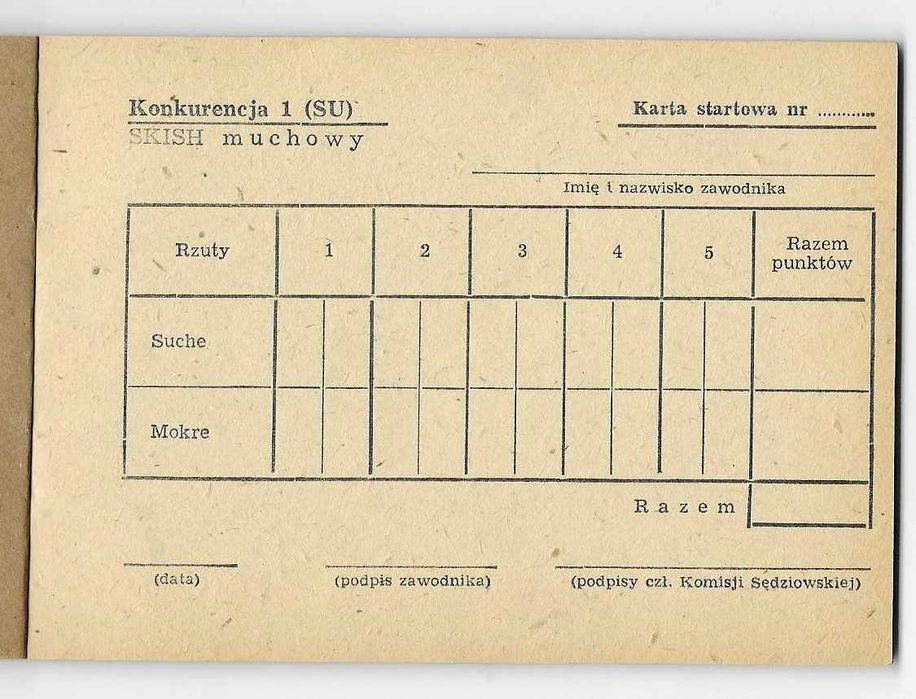 Konkurencja 1 (SU)
Karta startowa nr ............
SKISH muchowy
Imię i nazwisko zawodnika
Rzuty 1 2 3 4 5 Razem punktów
Suche
Mokre
Razem
(data) (podpis zawodnika) (podpisy czł. Komisji Sędziowskiej)